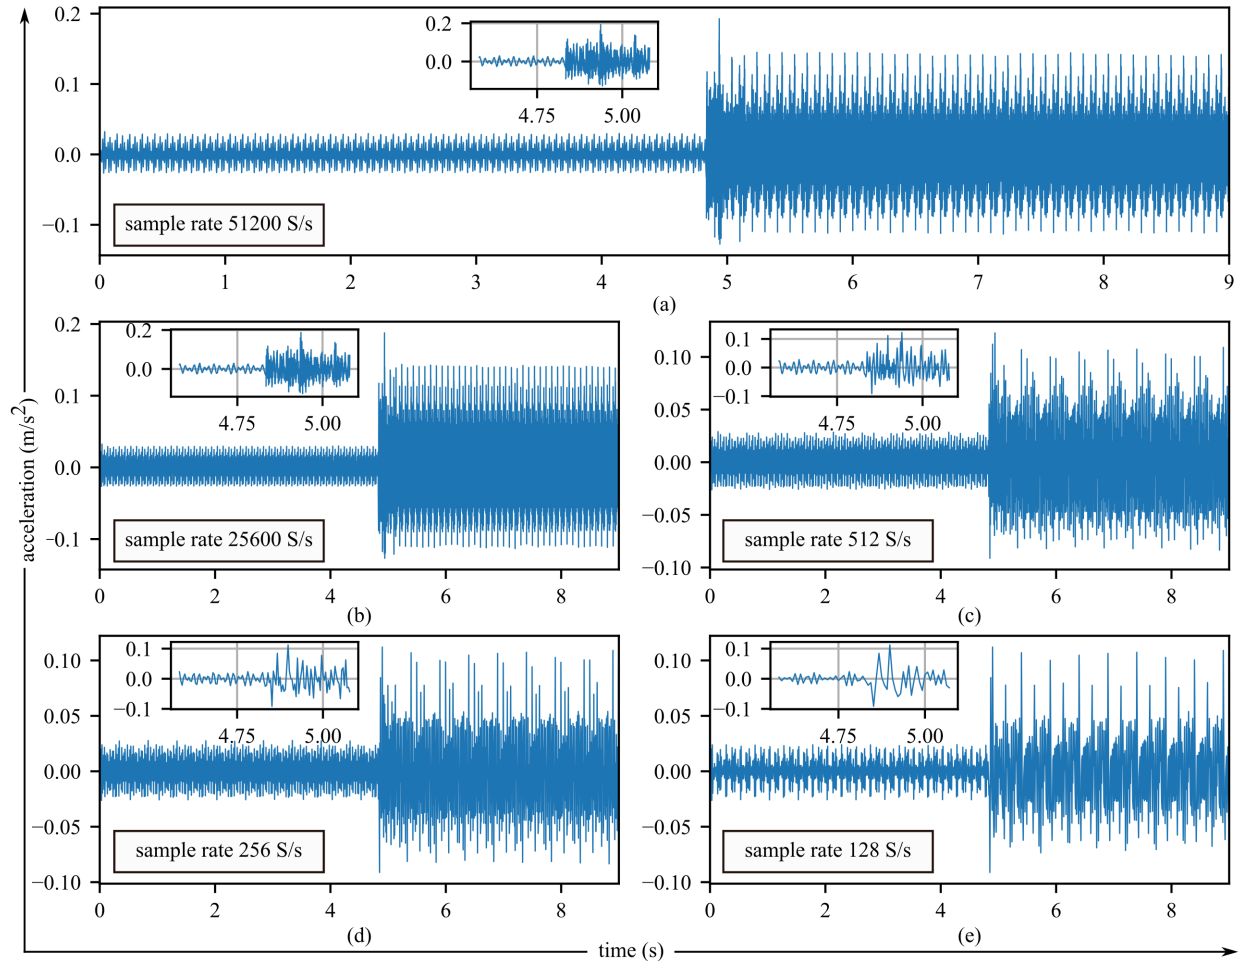 0.2
0.1
0.0
−0.1
0.2
0.0
4.75 5.00
sample rate 51200 S/s
0 1 2 3 4 5 6 7 8 9
(a)
acceleration (m/s²)
0.2
0.1
0.0
-0.1
0.2
0.0
4.75 5.00
sample rate 25600 S/s
0 2 4 6 8
(b)
0.10
0.05
0.00
−0.05
−0.10
0.1
0.0
−0.1
4.75 5.00
sample rate 512 S/s
0 2 4 6 8
(c)
0.10
0.05
0.00
−0.05
−0.10
0.1
0.0
−0.1
4.75 5.00
sample rate 256 S/s
0 2 4 6 8
(d)
0.10
0.05
0.00
−0.05
−0.10
0.1
0.0
−0.1
4.75 5.00
sample rate 128 S/s
0 2 4 6 8
(e)
time (s)